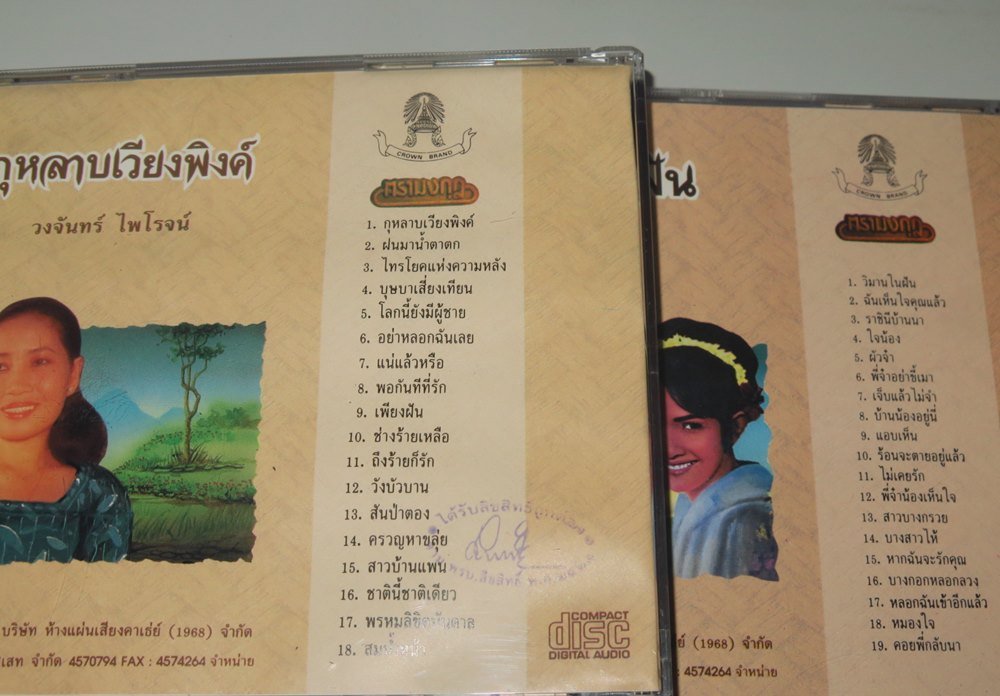 กุหลาบเวียงพิงค์
วงจันทร์ ไพโรจน์
CROWN BRAND
ตรามงกุฎ
1. กุหลาบเวียงพิงค์
2. ฝนมาน้ำตาตก
3. ไทรโยคแห่งความหลัง
4. บุษบาเสี่ยงเทียน
5. โลกนี้ยังมีผู้ชาย
6. อย่าหลอกฉันเลย
7. แน่แล้วหรือ
8. พอกันทีที่รัก
9. เพียงฝัน
10. ช่างร้ายเหลือ
11. ถึงร้ายก็รัก
12. วังบัวบาน
13. สันป่าตอง
14. ครวญหาขลุ่ย
15. สาวบ้านแพน
16. ชาตินี้ชาติเดียว
17. พรหมลิขิตบันดาล
18.
ได้รับลิขสิทธิ์
บริษัท ห้างแผ่นเสียงคาเธ่ย์ (1968) จำกัด
เสท จำกัด 4570794 FAX : 4574264 จำหน่าย
COMPACT
disc
DIGITAL AUDIO
ฝัน
CROWN BRAND
ตรามงกุฎ
1. วิมานในฝัน
2. ฉันเห็นใจคุณแล้ว
3. ราชินีบ้านนา
4. ใจน้อง
5. ผัวจ๋า
6. พี่จ๋าอย่าขี้เมา
7. เจ็บแล้วไม่จำ
8. บ้านน้องอยู่นี่
9. แอบเห็น
10. ร้อนจะตายอยู่แล้ว
11. ไม่เคยรัก
12. พี่จ๋าน้องเห็นใจ
13. สาวบางกรวย
14. บางสาวไห้
15. หากฉันจะรักคุณ
16. บางกอกหลอกลวง
17. หลอกฉันเข้าอีกแล้ว
18. หมองใจ
19. คอยพี่กลับนา
ย์ (1968) จำกัด
4574264 จำหน่าย